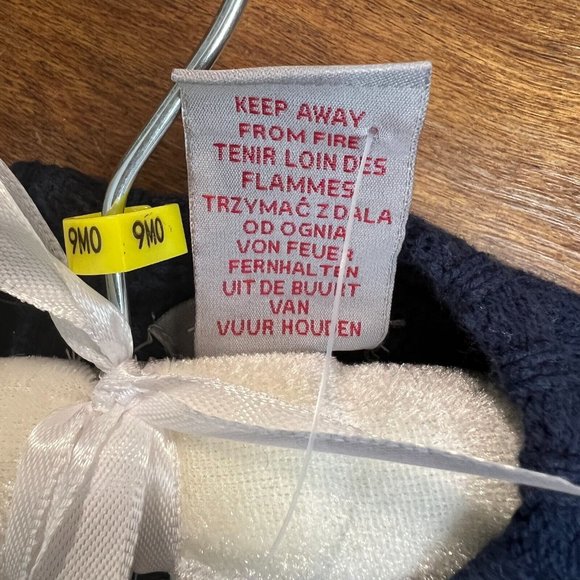 KEEP AWAY
FROM FIRE
TENIR LOIN DES
FLAMMES
TRZYMAĆ Z DALA
OD OGNIA
VON FEUER
FERNHALTEN
UIT DE BUURT
VAN
VUUR HOUDEN
9MO 9MO